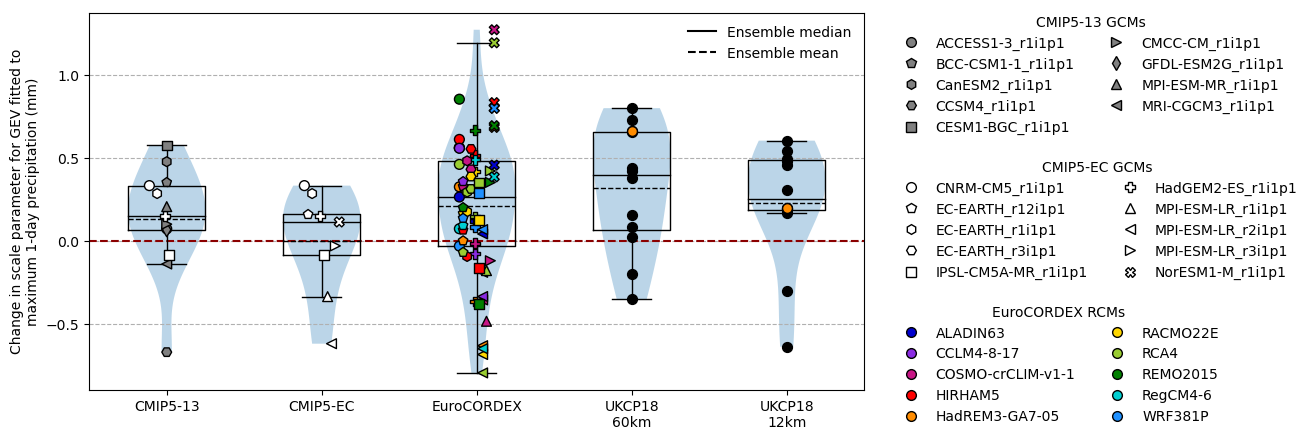 Change in scale parameter for GEV fitted to
maximum 1-day precipitation (mm)
1.0
0.5
0.0
−0.5
CMIP5-13
CMIP5-EC
EuroCORDEX
UKCP18
60km
UKCP18
12km
Ensemble median
Ensemble mean
CMIP5-13 GCMs
ACCESS1-3_r1i1p1
BCC-CSM1-1_r1i1p1
CanESM2_r1i1p1
CCSM4_r1i1p1
CESM1-BGC_r1i1p1
CMCC-CM_r1i1p1
GFDL-ESM2G_r1i1p1
MPI-ESM-MR_r1i1p1
MRI-CGCM3_r1i1p1
CMIP5-EC GCMs
CNRM-CM5_r1i1p1
EC-EARTH_r12i1p1
EC-EARTH_r1i1p1
EC-EARTH_r3i1p1
IPSL-CM5A-MR_r1i1p1
HadGEM2-ES_r1i1p1
MPI-ESM-LR_r1i1p1
MPI-ESM-LR_r2i1p1
MPI-ESM-LR_r3i1p1
NorESM1-M_r1i1p1
EuroCORDEX RCMs
ALADIN63
CCLM4-8-17
COSMO-crCLIM-v1-1
HIRHAM5
HadREM3-GA7-05
RACMO22E
RCA4
REMO2015
RegCM4-6
WRF381P